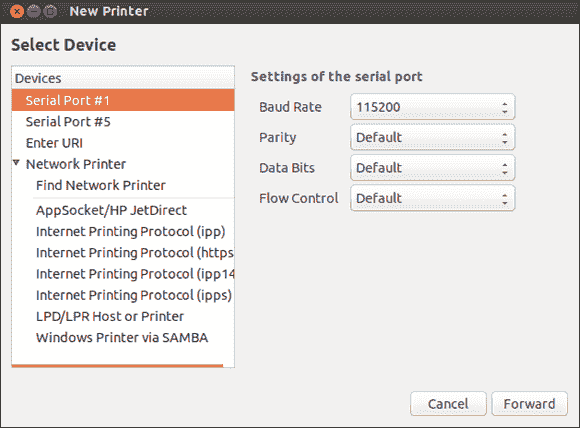 New Printer
Select Device
Devices
Serial Port #1
Serial Port #5
Enter URI
Network Printer
Find Network Printer
AppSocket/HP JetDirect
Internet Printing Protocol (ipp)
Internet Printing Protocol (https
Internet Printing Protocol (ipp14
Internet Printing Protocol (ipps)
LPD/LPR Host or Printer
Windows Printer via SAMBA
Settings of the serial port
Baud Rate 115200
Parity Default
Data Bits Default
Flow Control Default
Cancel Forward